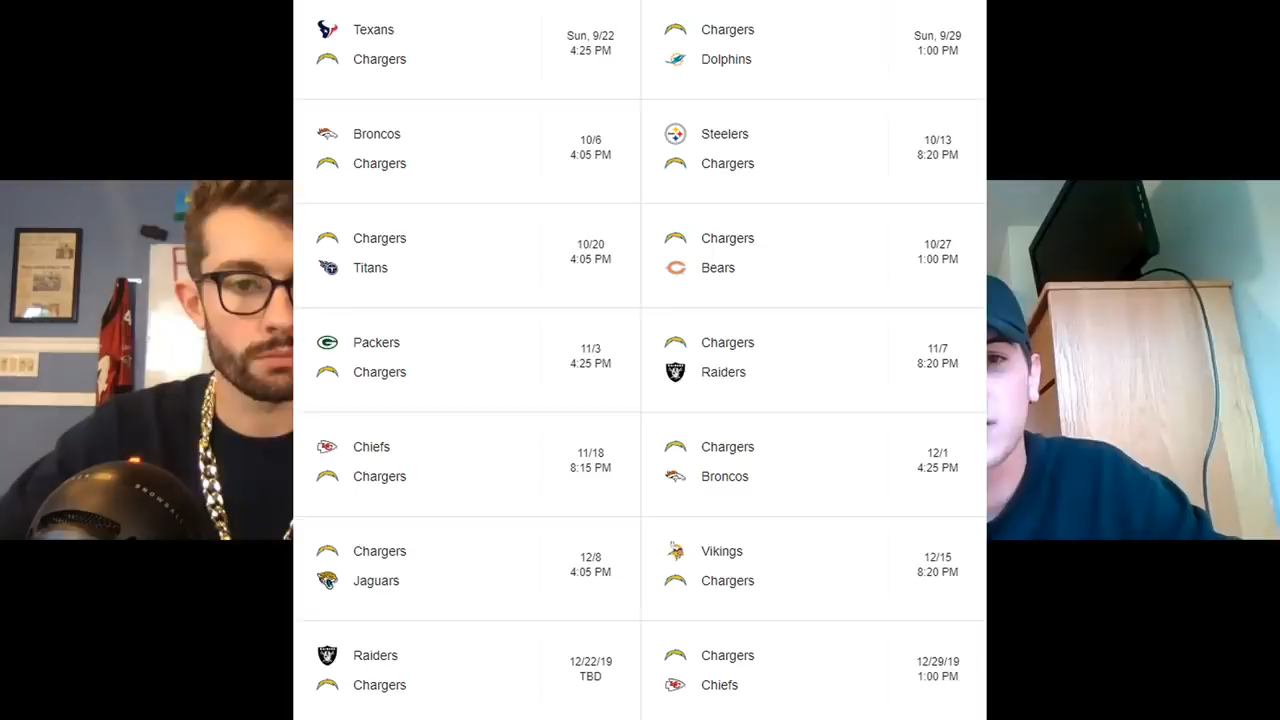 Texans
Chargers
Sun, 9/22
4:25 PM
Chargers
Dolphins
Sun, 9/29
1:00 PM
Broncos
Chargers
10/6
4:05 PM
Steelers
Chargers
10/13
8:20 PM
Chargers
Titans
10/20
4:05 PM
Chargers
Bears
10/27
1:00 PM
Packers
Chargers
11/3
4:25 PM
Chargers
Raiders
11/7
8:20 PM
Chiefs
Chargers
11/18
8:15 PM
Chargers
Broncos
12/1
4:25 PM
Chargers
Jaguars
12/8
4:05 PM
Vikings
Chargers
12/15
8:20 PM
Raiders
Chargers
12/22/19
TBD
Chargers
Chiefs
12/29/19
1:00 PM
SNOWBALL